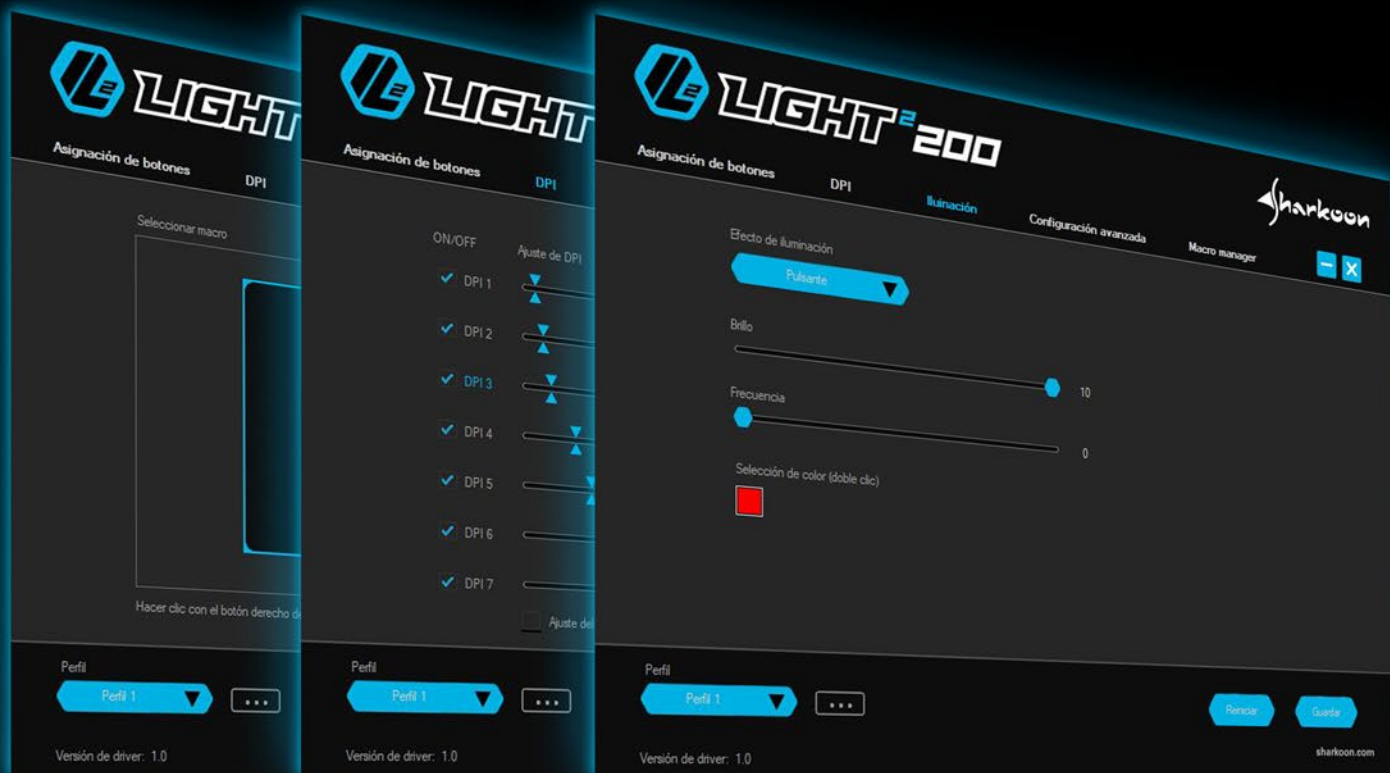 LIGHT
Asignación de botones
DPI
Seleccionar macro
Hacer clic con el botón derecho d
Perfil
Perfil 1
...
Versión de driver: 1.0
LIGHT
Asignación de botones
DPI
ON/OFF
Ajuste de DPI
DPI 1
DPI 2
DPI 3
DPI 4
DPI 5
DPI 6
DPI 7
Ajuste del
Perfil
Perfil 1
...
Versión de driver: 1.0
LIGHT² 200
Sharkoon
Asignación de botones
DPI
Iluinación
Configuración avanzada
Macro manager
Efecto de iluminación
Pulsante
Brillo
10
Frecuencia
0
Selección de color (doble clic)
Perfil
Perfil 1
...
Reiniciar
Guardar
Versión de driver: 1.0
sharkoon.com